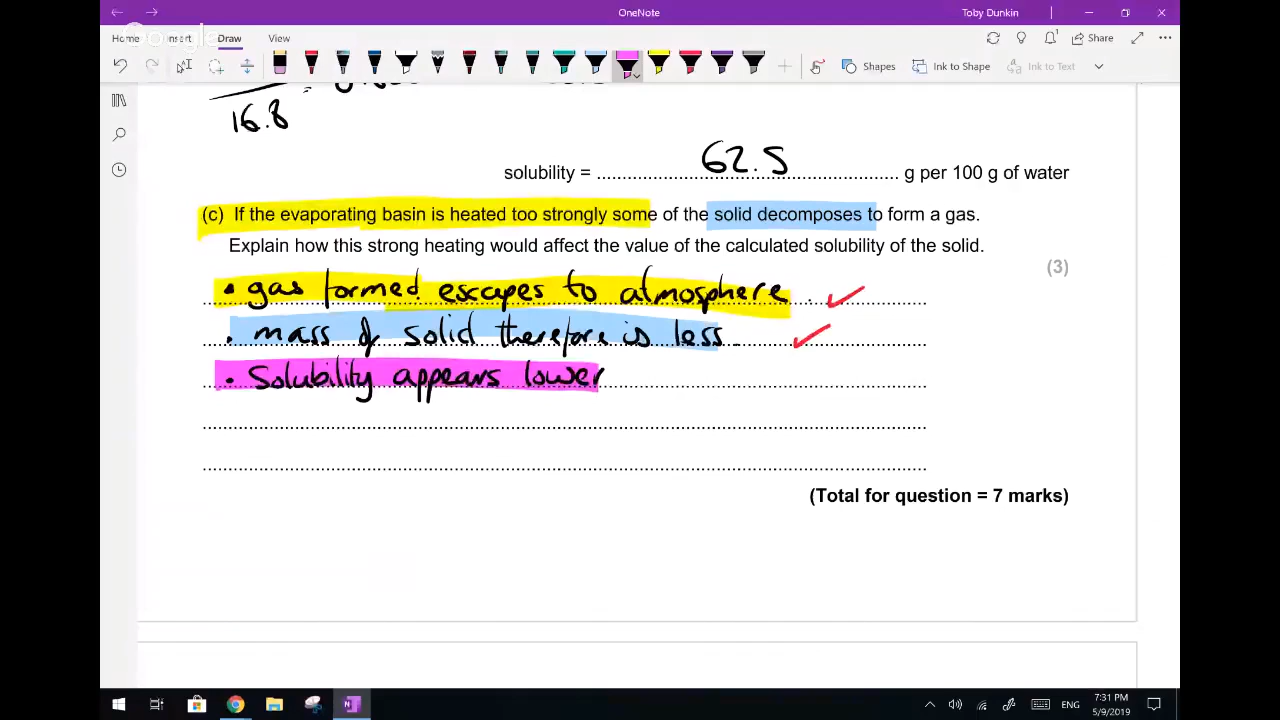 OneNote
Toby Dunkin
Home Insert Draw View
Share
Shapes
Ink to Shape
Ink to Text
16.8
solubility = 62.5 g per 100 g of water
(c) If the evaporating basin is heated too strongly some of the solid decomposes to form a gas.
Explain how this strong heating would affect the value of the calculated solubility of the solid.
(3)
• gas formed escapes to atmosphere.
• mass of solid therefore is less.
• Solubility appears lower
(Total for question = 7 marks)
ENG
7:31 PM
5/9/2019